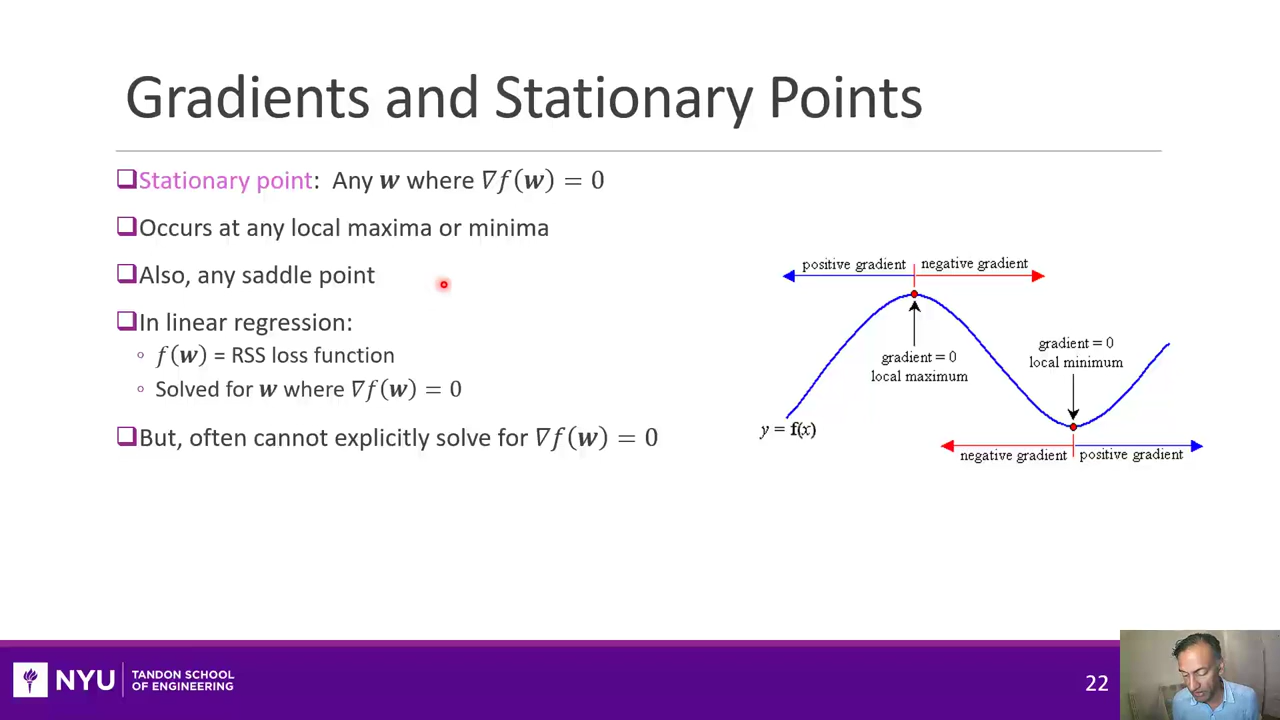 Gradients and Stationary Points
❑Stationary point: Any w where ∇f(w) = 0
❑Occurs at any local maxima or minima
❑Also, any saddle point
❑In linear regression:
◦ f(w) = RSS loss function
◦ Solved for w where ∇f(w) = 0
❑But, often cannot explicitly solve for ∇f(w) = 0
positive gradient
negative gradient
gradient = 0
local maximum
gradient = 0
local minimum
y = f(x)
negative gradient
positive gradient
NYU
TANDON SCHOOL
OF ENGINEERING
22